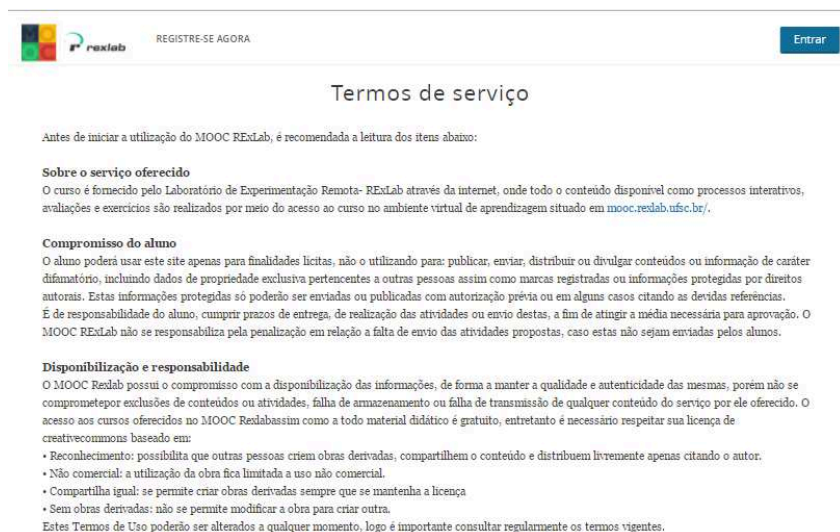 MOOC
rexlab
REGISTRE-SE AGORA
Entrar
Termos de serviço
Antes de iniciar a utilização do MOOC RExLab, é recomendada a leitura dos itens abaixo:
Sobre o serviço oferecido
O curso é fornecido pelo Laboratório de Experimentação Remota- RExLab através da internet, onde todo o conteúdo disponível como processos interativos,
avaliações e exercícios são realizados por meio do acesso ao curso no ambiente virtual de aprendizagem situado em mooc.rexlab.ufsc.br/.
Compromisso do aluno
O aluno poderá usar este site apenas para finalidades lícitas, não o utilizando para: publicar, enviar, distribuir ou divulgar conteúdos ou informação de caráter
difamatório, incluindo dados de propriedade exclusiva pertencentes a outras pessoas assim como marcas registradas ou informações protegidas por direitos
autorais. Estas informações protegidas só poderão ser enviadas ou publicadas com autorização prévia ou em alguns casos citando as devidas referências.
É de responsabilidade do aluno, cumprir prazos de entrega, de realização das atividades ou envio destas, a fim de atingir a média necessária para aprovação. O
MOOC RExLab não se responsabiliza pela penalização em relação a falta de envio das atividades propostas, caso estas não sejam enviadas pelos alunos.
Disponibilização e responsabilidade
O MOOC Rexlab possui o compromisso com a disponibilização das informações, de forma a manter a qualidade e autenticidade das mesmas, porém não se
comprometepor exclusões de conteúdos ou atividades, falha de armazenamento ou falha de transmissão de qualquer conteúdo do serviço por ele oferecido. O
acesso aos cursos oferecidos no MOOC Rexlabassim como a todo material didático é gratuito, entretanto é necessário respeitar sua licença de
creativecommons baseado em:
• Reconhecimento: possibilita que outras pessoas criem obras derivadas, compartilhem o conteúdo e distribuem livremente apenas citando o autor.
• Não comercial: a utilização da obra fica limitada a uso não comercial.
• Compartilha igual: se permite criar obras derivadas sempre que se mantenha a licença
• Sem obras derivadas: não se permite modificar a obra para criar outra.
Estes Termos de Uso poderão ser alterados a qualquer momento, logo é importante consultar regularmente os termos vigentes.